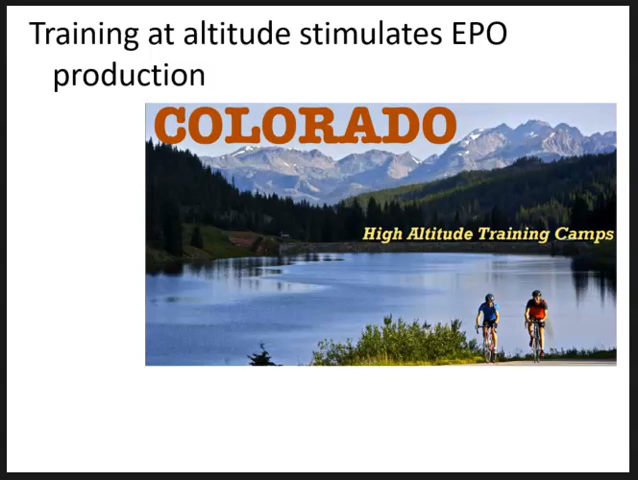 Training at altitude stimulates EPO
production
COLORADO
High Altitude Training Camps